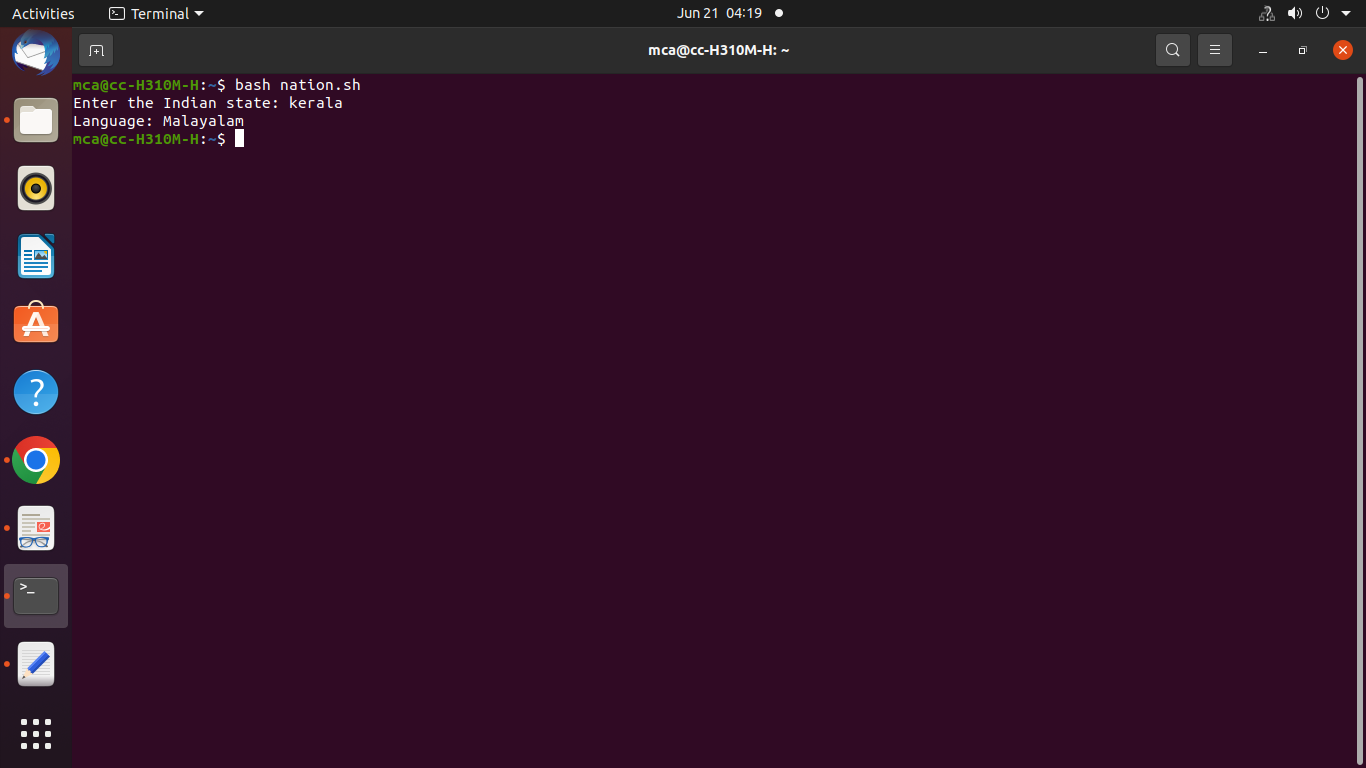 Activities
Terminal
Jun 21 04:19
mca@cc-H310M-H: ~
mca@cc-H310M-H:~$ bash nation.sh
Enter the Indian state: kerala
Language: Malayalam
mca@cc-H310M-H:~$